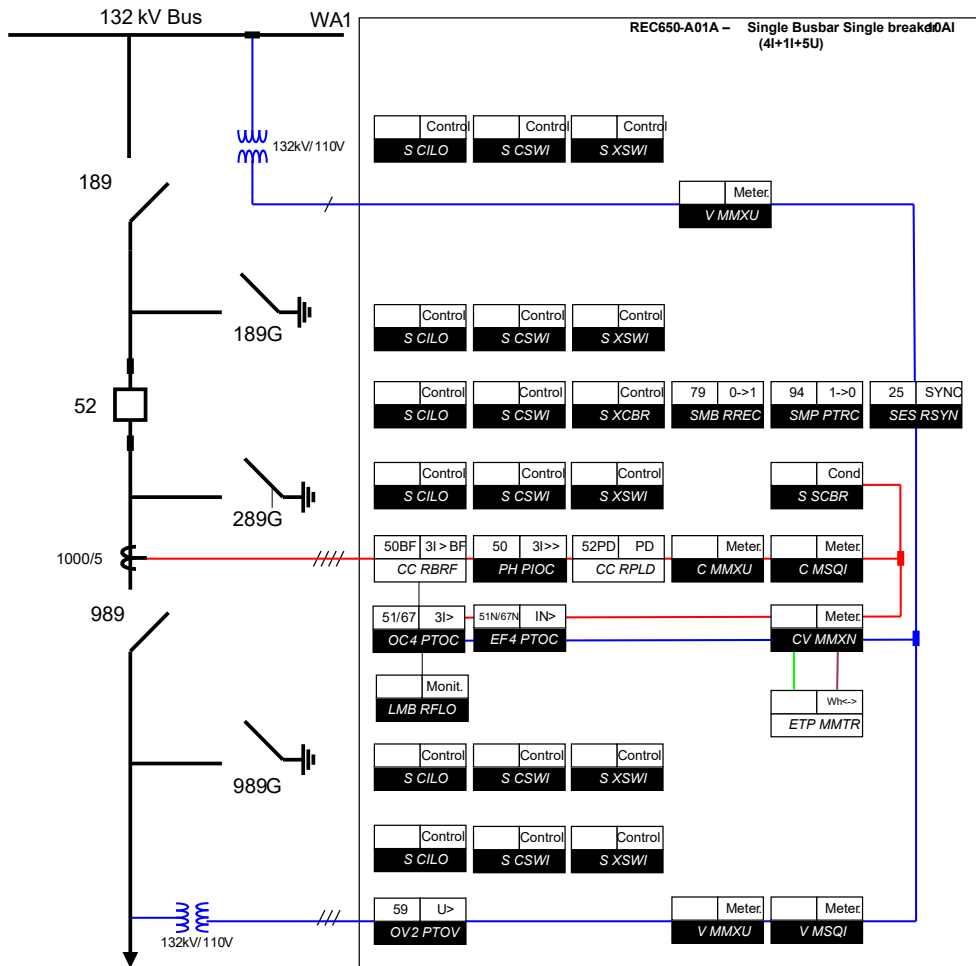 132 kV Bus
WA1
REC650-A01A – Single Busbar Single breaker 10AI
(4I+1I+5U)
132kV/110V
Control Control Control
S CILO S CSWI S XSWI
189
Meter.
V MMXU
189G
Control Control Control
S CILO S CSWI S XSWI
52
Control Control Control 79 0->1 94 1->0 25 SYNC
S CILO S CSWI S XCBR SMB RREC SMP PTRC SES RSYN
289G
Control Control Control Cond
S CILO S CSWI S XSWI S SCBR
1000/5
50BF 3I>BF 50 3I>> 52PD PD Meter. Meter.
CC RBRF PH PIOC CC RPLD C MMXU C MSQI
989
51/67 3I> 51N/67N IN> Meter.
OC4 PTOC EF4 PTOC CV MMXN
Monit. Wh<->
LMB RFLO ETP MMTR
989G
Control Control Control
S CILO S CSWI S XSWI
Control Control Control
S CILO S CSWI S XSWI
132kV/110V
59 U> Meter. Meter.
OV2 PTOV V MMXU V MSQI